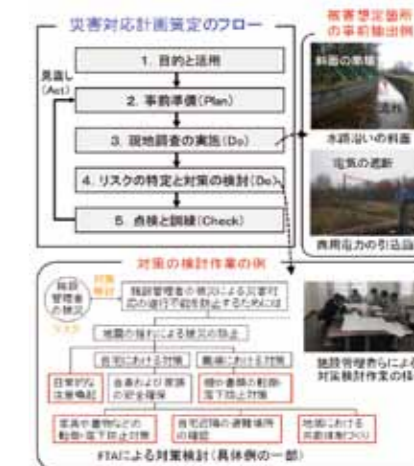 災害対応計画策定のフロー
1. 目的と活用
見直し
(Act)
2. 事前準備(Plan)
3. 現地調査の実施(Do)
4. リスクの特定と対策の検討(Do)
5. 点検と訓練(Check)
被害想定箇所
の事前抽出例
斜面の崩壊
水路沿いの斜面
電気の遮断
商用電力の引込
対策の検討作業の例
施設
管理者
の被災
リスク
対策
検討
施設管理者の被災による災害対
応の遂行不能を防止するためには
地震の揺れによる被災の防止
自宅における対策
職場における対策
日常的な
注意喚起
自身および家族
の安全確保
棚や書類の転倒・
落下防止対策
家具や置物などの
転倒・落下防止対策
自宅近隣の避難場所
の確認
地域における
共助体制づくり
FTAによる対策検討(具体例の一部)
施設管理者らによる
対策検討作業の様